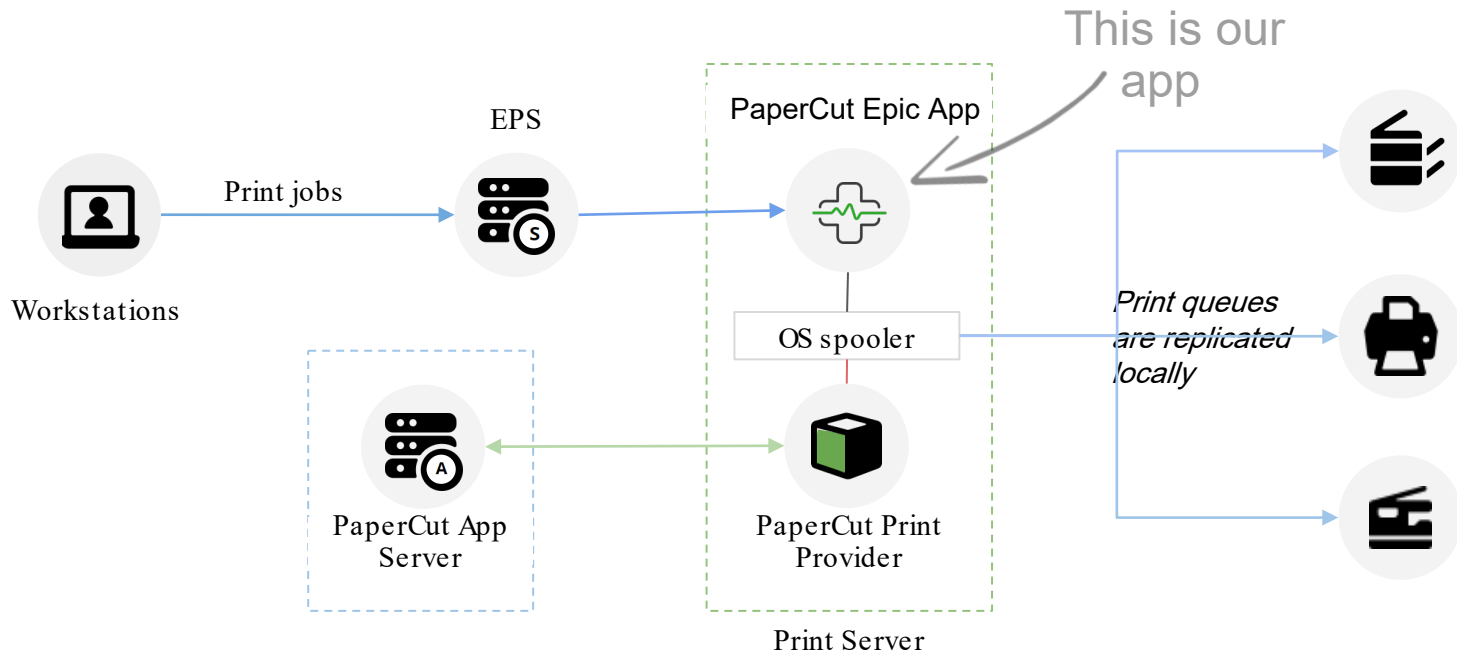 This is our
app
PaperCut Epic App
EPS
Print jobs
S
Workstations
Print queues
are replicated
locally
OS spooler
A
PaperCut App
Server
PaperCut Print
Provider
Print Server